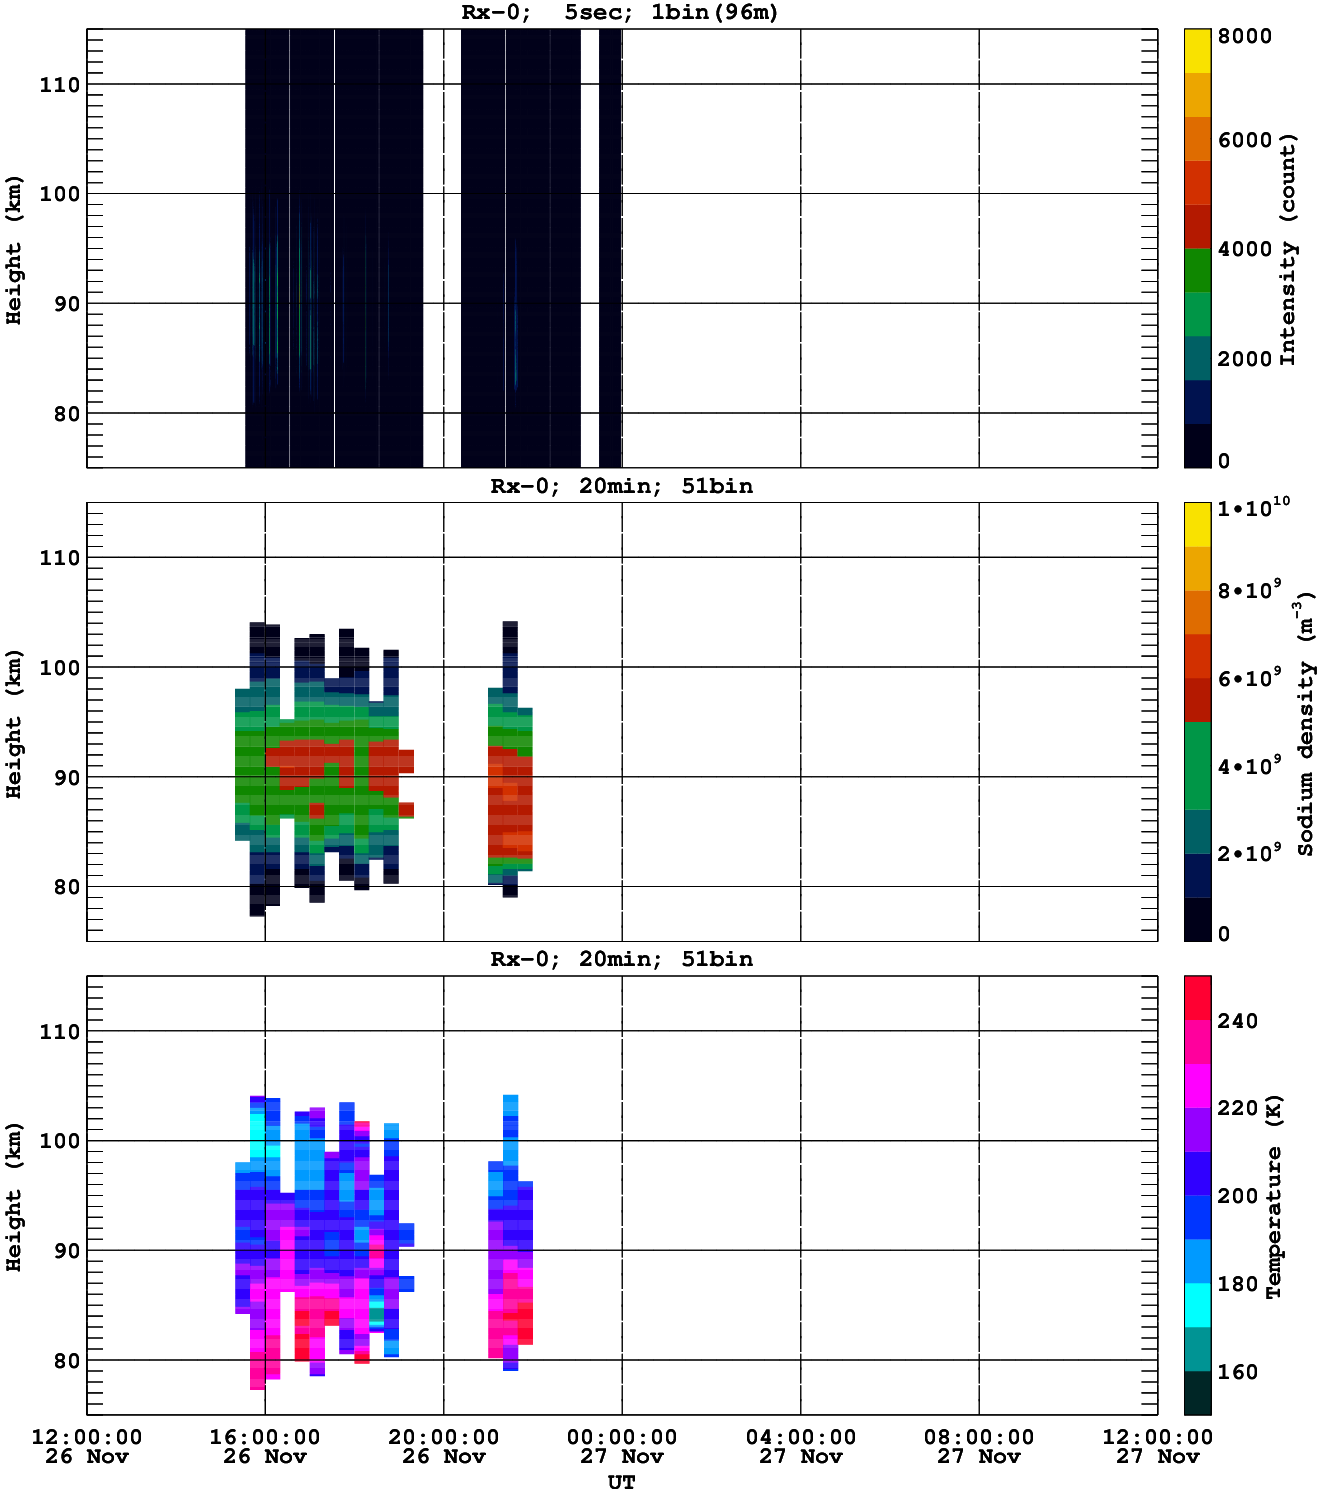 Rx-0;  5sec; 1bin(96m)
110
100
90
80
Height (km)
8000
6000
4000
2000
0
Intensity (count)
Rx-0; 20min; 51bin
110
100
90
80
Height (km)
1•10¹⁰
8•10⁹
6•10⁹
4•10⁹
2•10⁹
0
Sodium density (m⁻³)
Rx-0; 20min; 51bin
110
100
90
80
Height (km)
240
220
200
180
160
Temperature (K)
12:00:00 16:00:00 20:00:00 00:00:00 04:00:00 08:00:00 12:00:00
26 Nov 26 Nov 26 Nov 27 Nov 27 Nov 27 Nov 27 Nov
UT